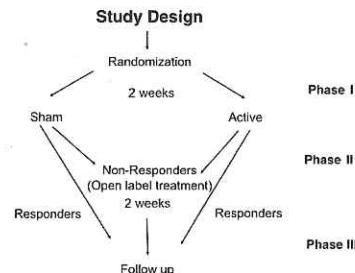 Study Design
Randomization
2 weeks
Phase I
Sham
Active
Phase II
Non-Responders
(Open label treatment)
2 weeks
Responders
Responders
Phase III
Follow up